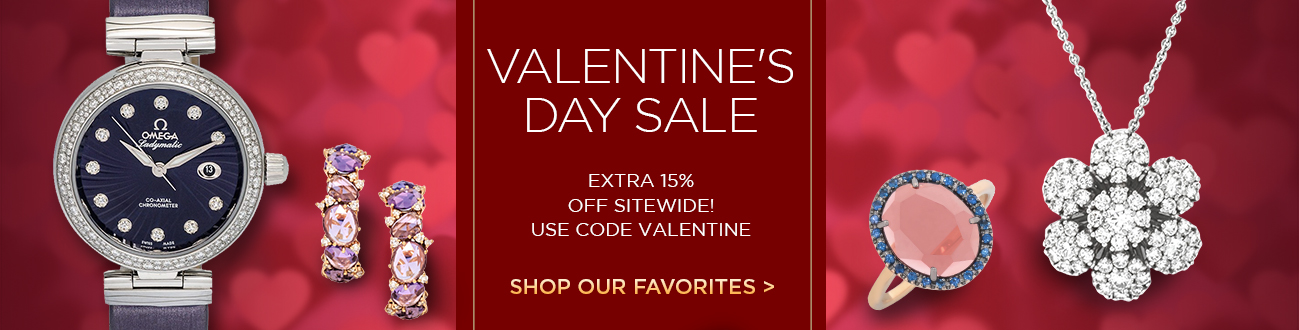 Ω
OMEGA
Ladymatic
13
CO-AXIAL
CHRONOMETER
SWISS MADE
VALENTINE'S
DAY SALE
EXTRA 15%
OFF SITEWIDE!
USE CODE VALENTINE
SHOP OUR FAVORITES >